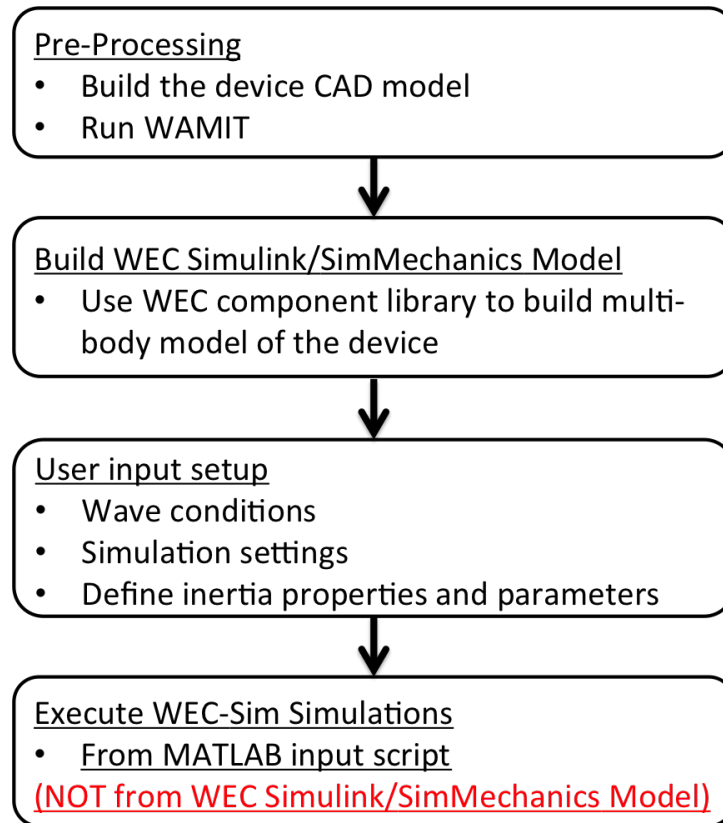 Pre-Processing
• Build the device CAD model
• Run WAMIT
Build WEC Simulink/SimMechanics Model
• Use WEC component library to build multi-
body model of the device
User input setup
• Wave conditions
• Simulation settings
• Define inertia properties and parameters
Execute WEC-Sim Simulations
• From MATLAB input script
(NOT from WEC Simulink/SimMechanics Model)